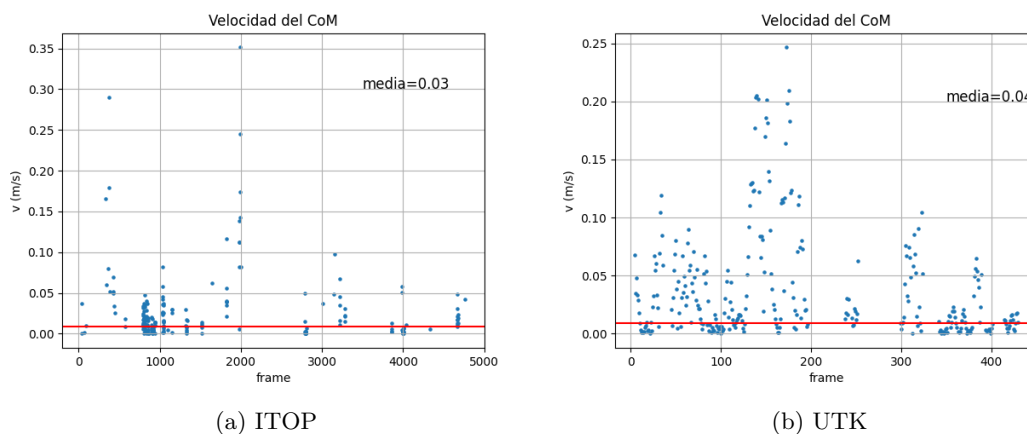 Velocidad del CoM
media=0.03
v (m/s)
0.35
0.30
0.25
0.20
0.15
0.10
0.05
0.00
0
1000
2000
3000
4000
5000
frame
(a) ITOP
Velocidad del CoM
media=0.04
v (m/s)
0.25
0.20
0.15
0.10
0.05
0.00
0
100
200
300
400
frame
(b) UTK